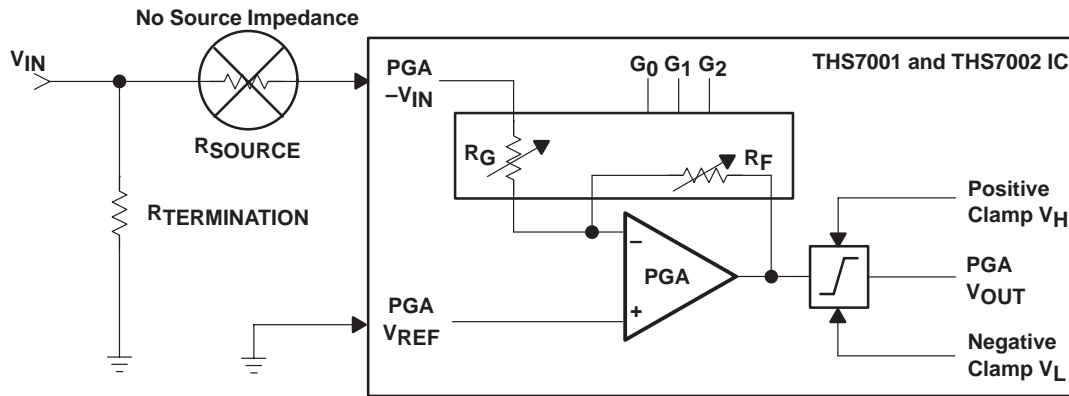 No Source Impedance
VIN
RSOURCE
RTERMINATION
THS7001 and THS7002 IC
PGA
–VIN
G0 G1 G2
RG
RF
–
PGA
+
PGA
VREF
Positive
Clamp VH
PGA
VOUT
Negative
Clamp VL